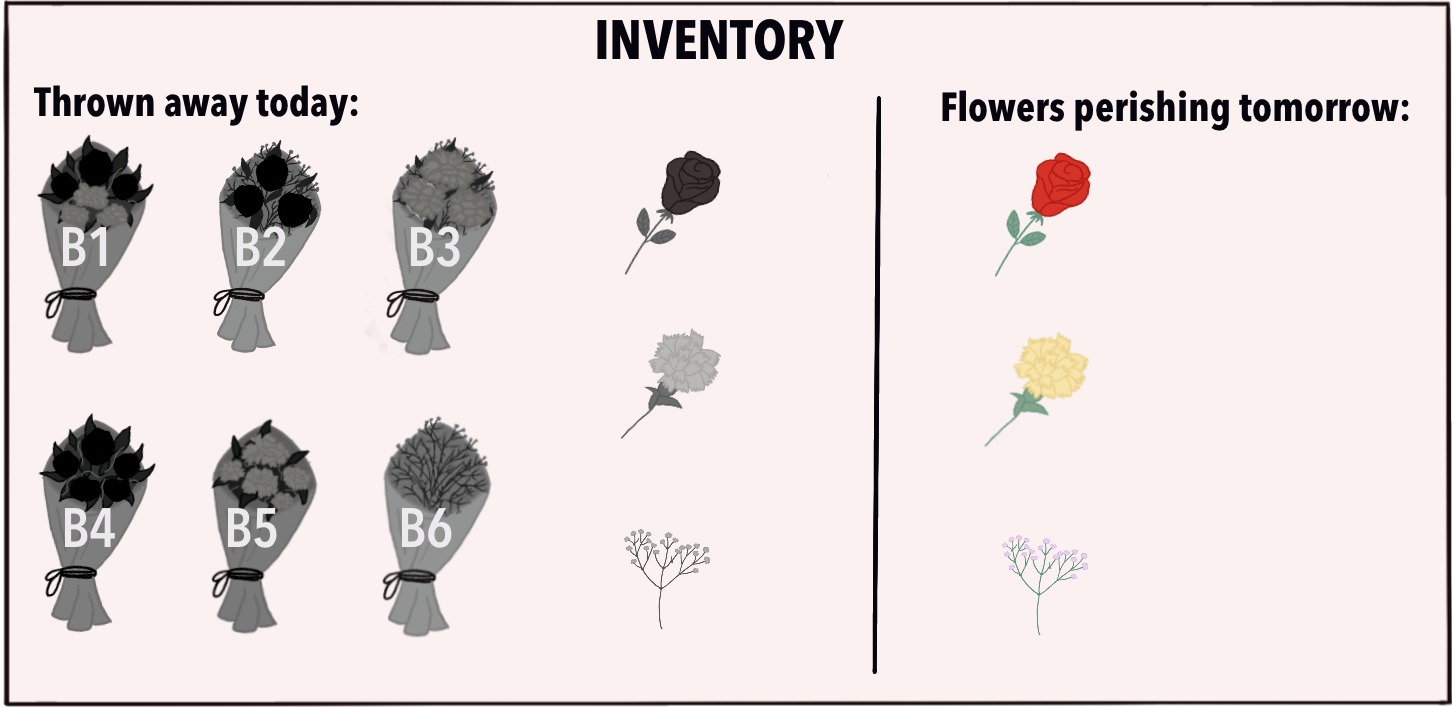 INVENTORY
Thrown away today:
Flowers perishing tomorrow:
B1
B2
B3
B4
B5
B6